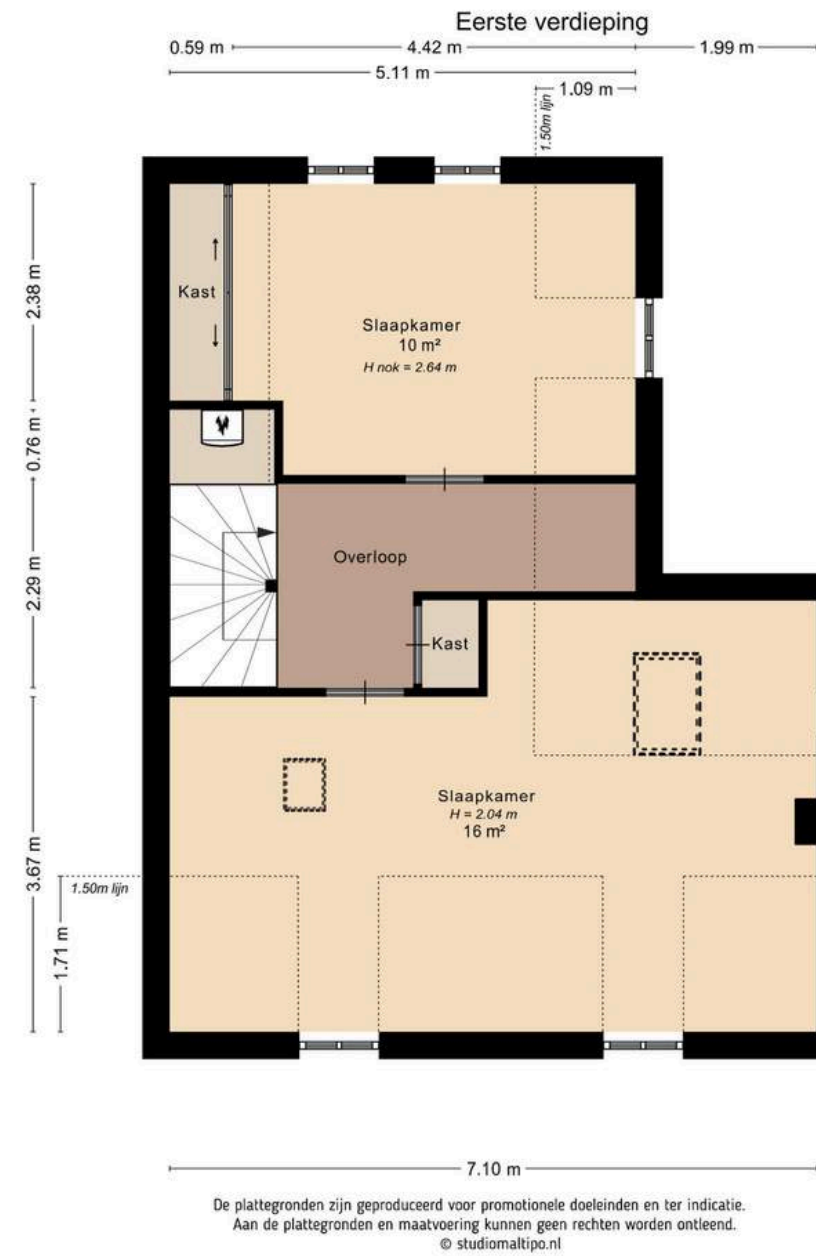 Eerste verdieping
0.59 m 4.42 m 1.99 m
5.11 m
1.09 m
1.50m lijn
2.38 m
Kast
Slaapkamer
10 m²
H nok = 2.64 m
0.76 m
2.29 m
Overloop
Kast
3.67 m
Slaapkamer
H = 2.04 m
16 m²
1.50m lijn
1.71 m
7.10 m
De plattegronden zijn geproduceerd voor promotionele doeleinden en ter indicatie.
Aan de plattegronden en maatvoering kunnen geen rechten worden ontleend.
© studiomaltipo.nl